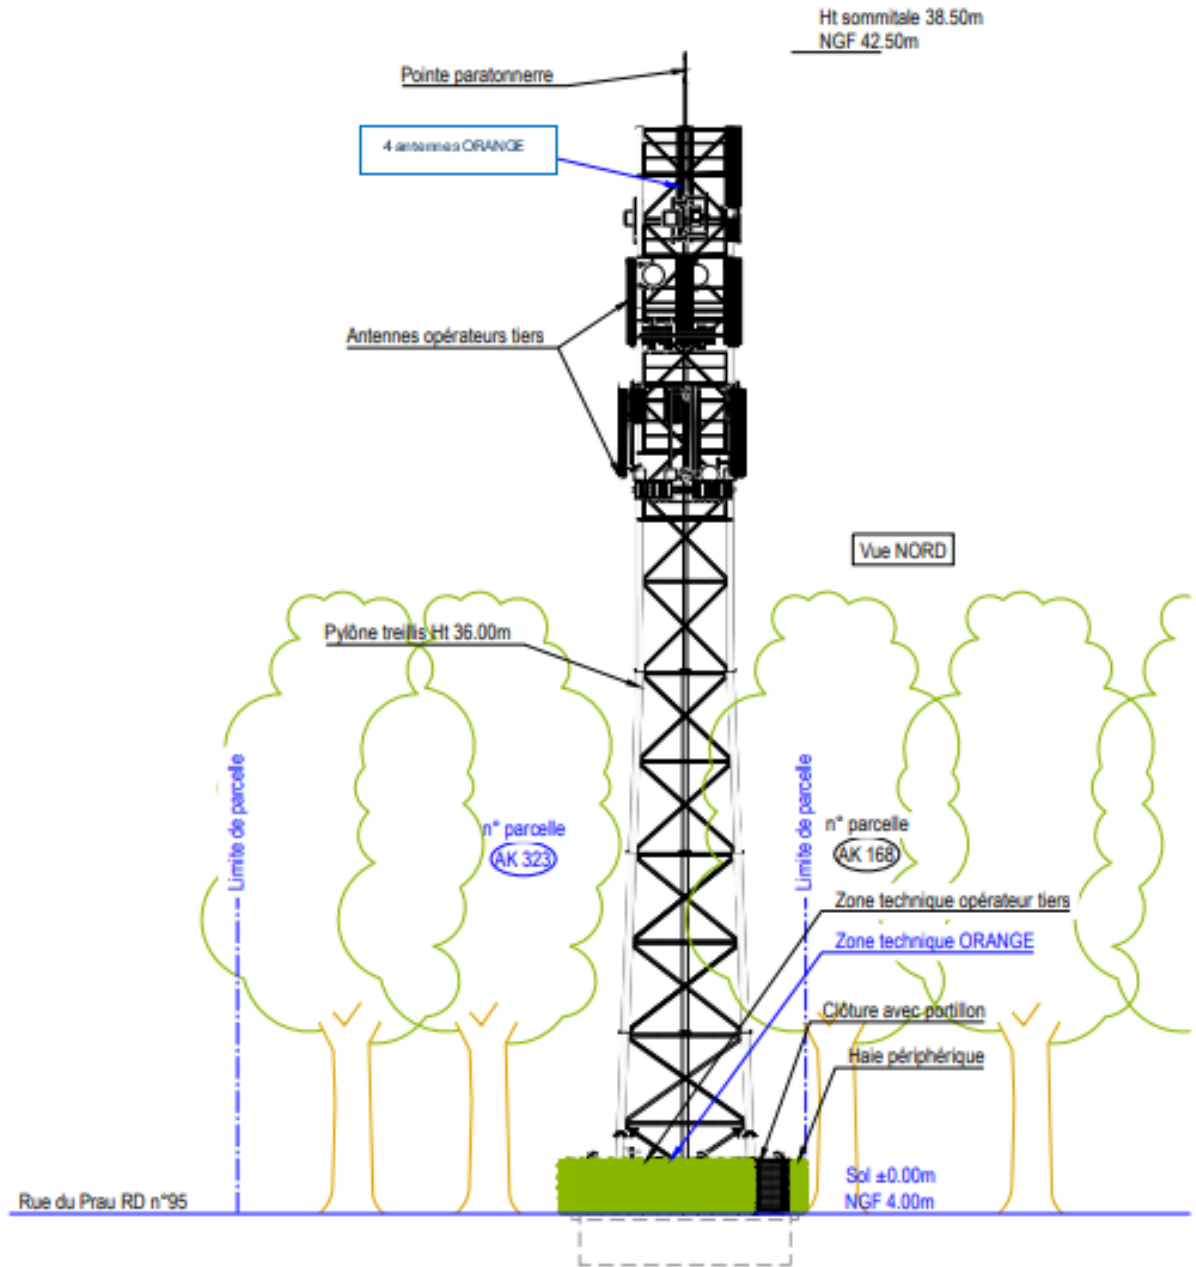 Ht sommitale 38.50m
NGF 42.50m
Pointe paratonnerre
4 antennes ORANGE
Antennes opérateurs tiers
Vue NORD
Pylône treillis Ht 36.00m
Limite de parcelle
n° parcelle
AK 323
Limite de parcelle
n° parcelle
AK 168
Zone technique opérateur tiers
Zone technique ORANGE
Clôture avec portillon
Haie périphérique
Sol ±0.00m
NGF 4.00m
Rue du Prau RD n°95